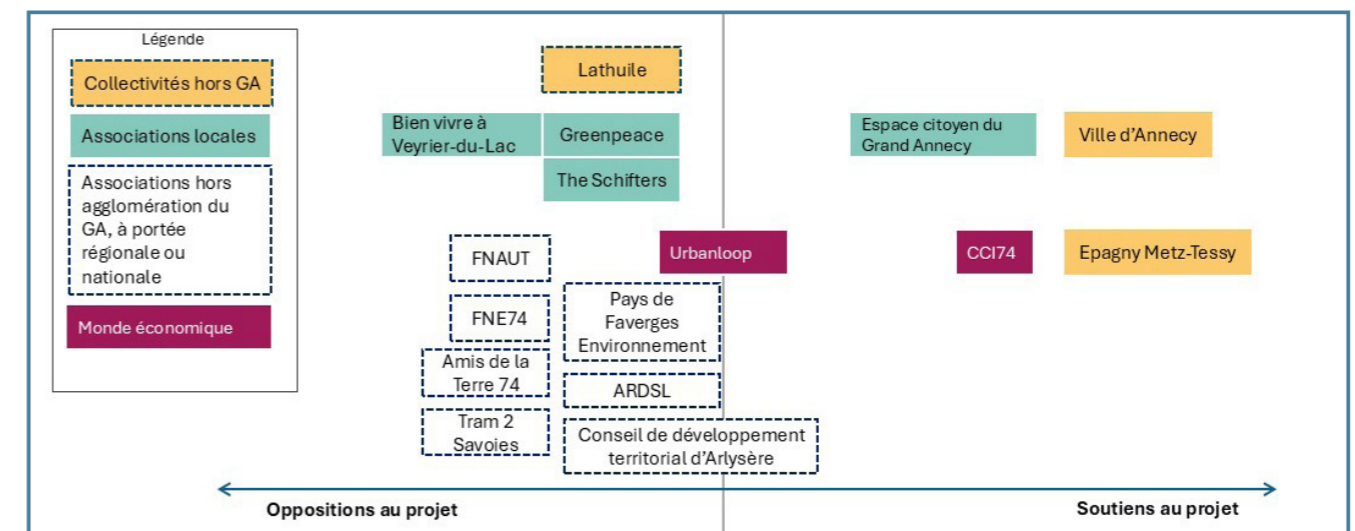 Légende
Collectivités hors GA
Associations locales
Associations hors
agglomération du
GA, à portée
régionale ou
nationale
Monde économique
Lathuile
Bien vivre à
Veyrier-du-Lac
Greenpeace
The Schifters
Espace citoyen du
Grand Annecy
Ville d'Annecy
FNAUT
Urbanloop
CCI74
Epagny Metz-Tessy
FNE74
Pays de
Faverges
Environnement
Amis de la
Terre 74
ARDSL
Tram 2
Savoies
Conseil de développement
territorial d'Arlysère
Oppositions au projet
Soutiens au projet